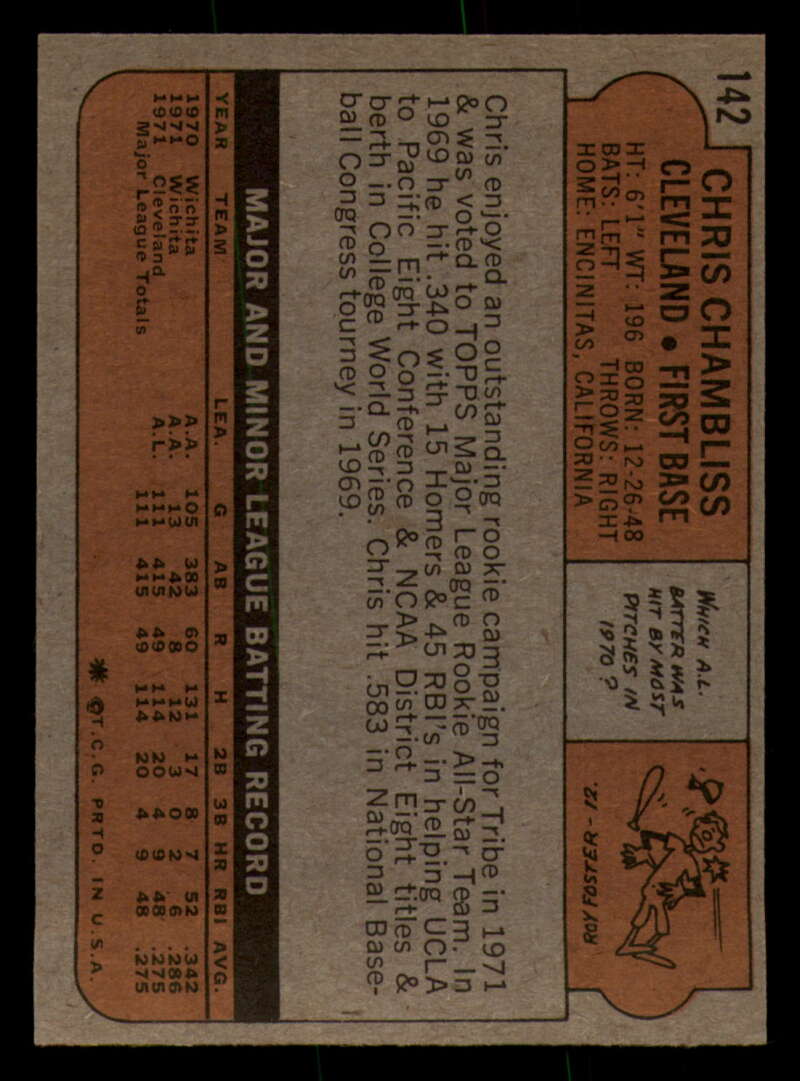 142
CHRIS CHAMBLISS
CLEVELAND • FIRST BASE
HT: 6'1" WT: 196 BORN: 12-26-48
BATS: LEFT THROWS: RIGHT
HOME: ENCINITAS, CALIFORNIA
WHICH A.L.
BATTER WAS
HIT BY MOST
PITCHES IN
1970?
12. - ROY FOSTER
Chris enjoyed an outstanding rookie campaign for Tribe in 1971
& was voted to TOPPS Major League Rookie All-Star Team. In
1969 he hit .340 with 15 Homers & 45 RBI's in helping UCLA
to Pacific Eight Conference & NCAA District Eight titles &
berth in College World Series. Chris hit .583 in National Base-
ball Congress tourney in 1969.
MAJOR AND MINOR LEAGUE BATTING RECORD
YEAR TEAM LEA. G AB R H 2B 3B HR RBI AVG.
1970 Wichita A.A. 105 383 60 131 17 8 7 52 .342
1971 Wichita A.A. 13 42 8 12 3 0 2 6 .286
1971 Cleveland A.L. 111 415 49 114 20 4 9 48 .275
Major League Totals 111 415 49 114 20 4 9 48 .275
* ©T.C.G. PRTD. IN U.S.A.